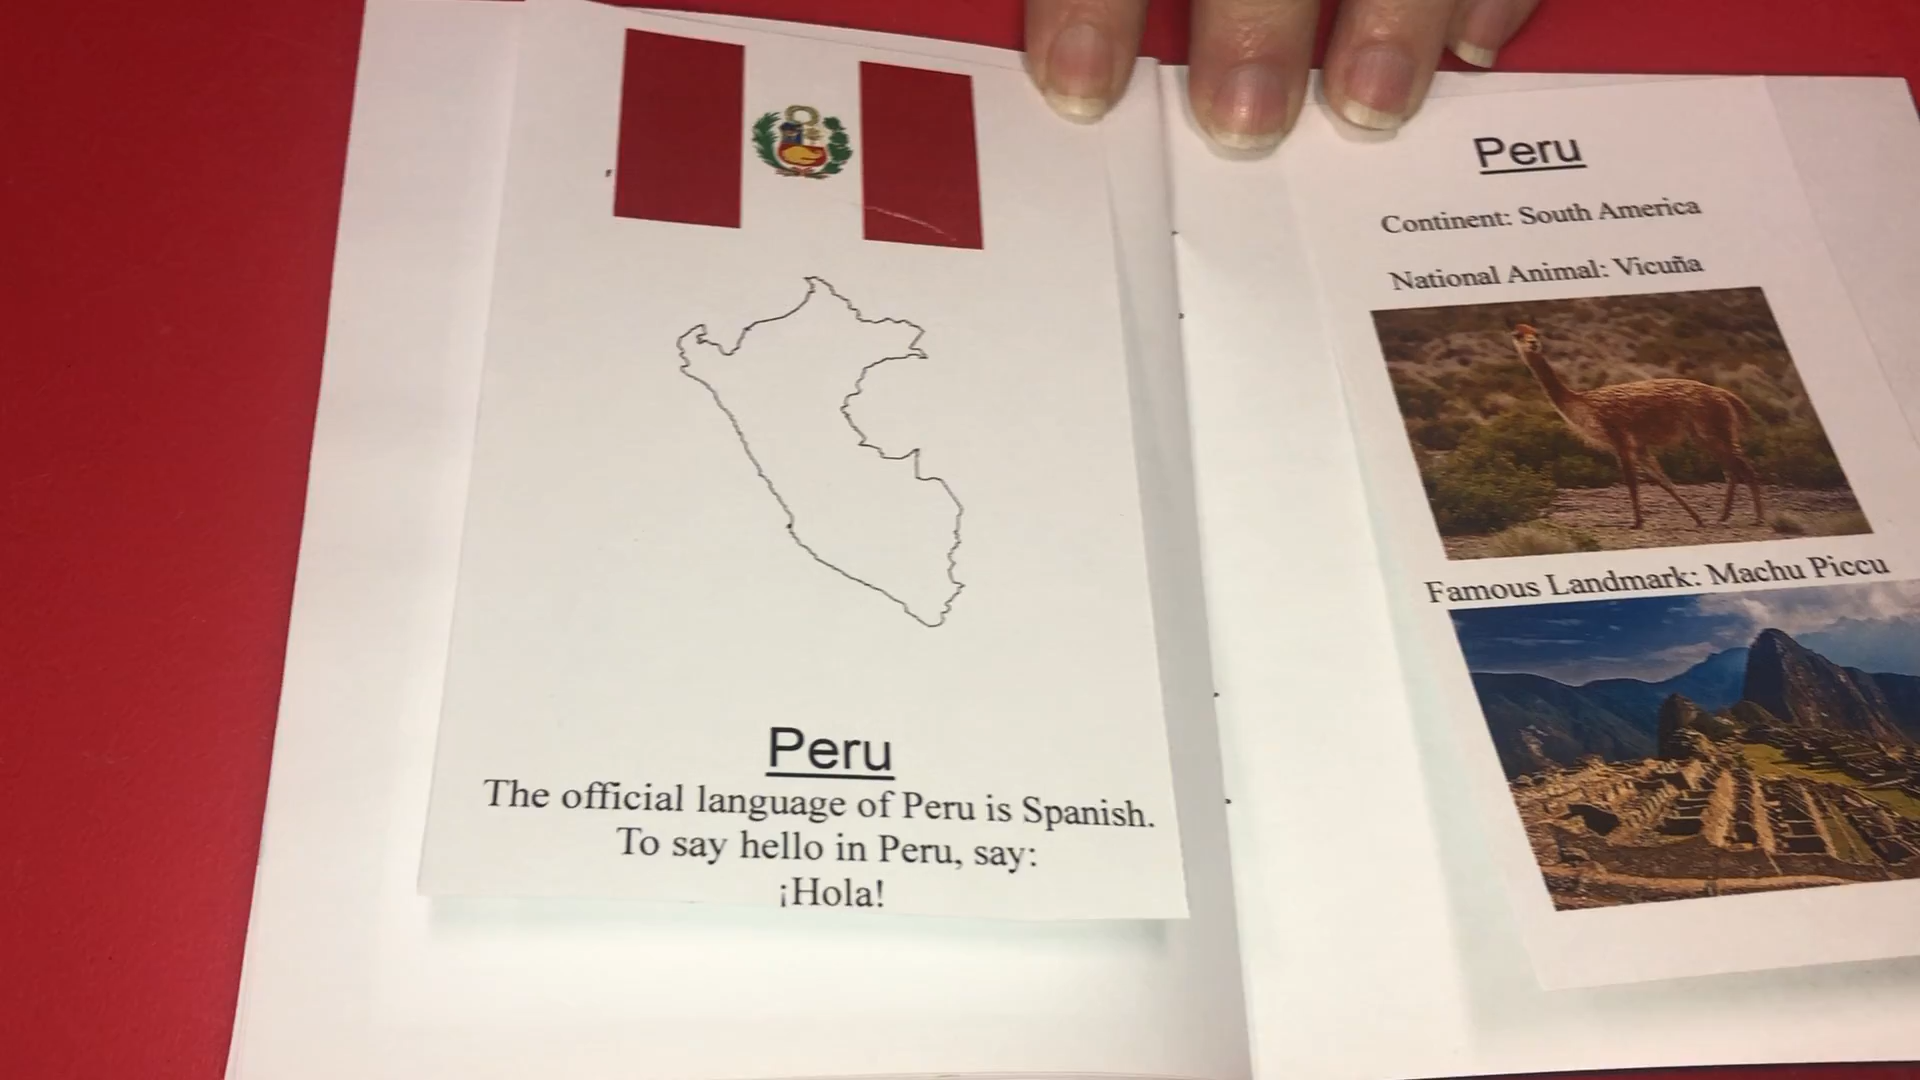 Peru
The official language of Peru is Spanish.
To say hello in Peru, say:
¡Hola!
Peru
Continent: South America
National Animal: Vicuña
Famous Landmark: Machu Piccu